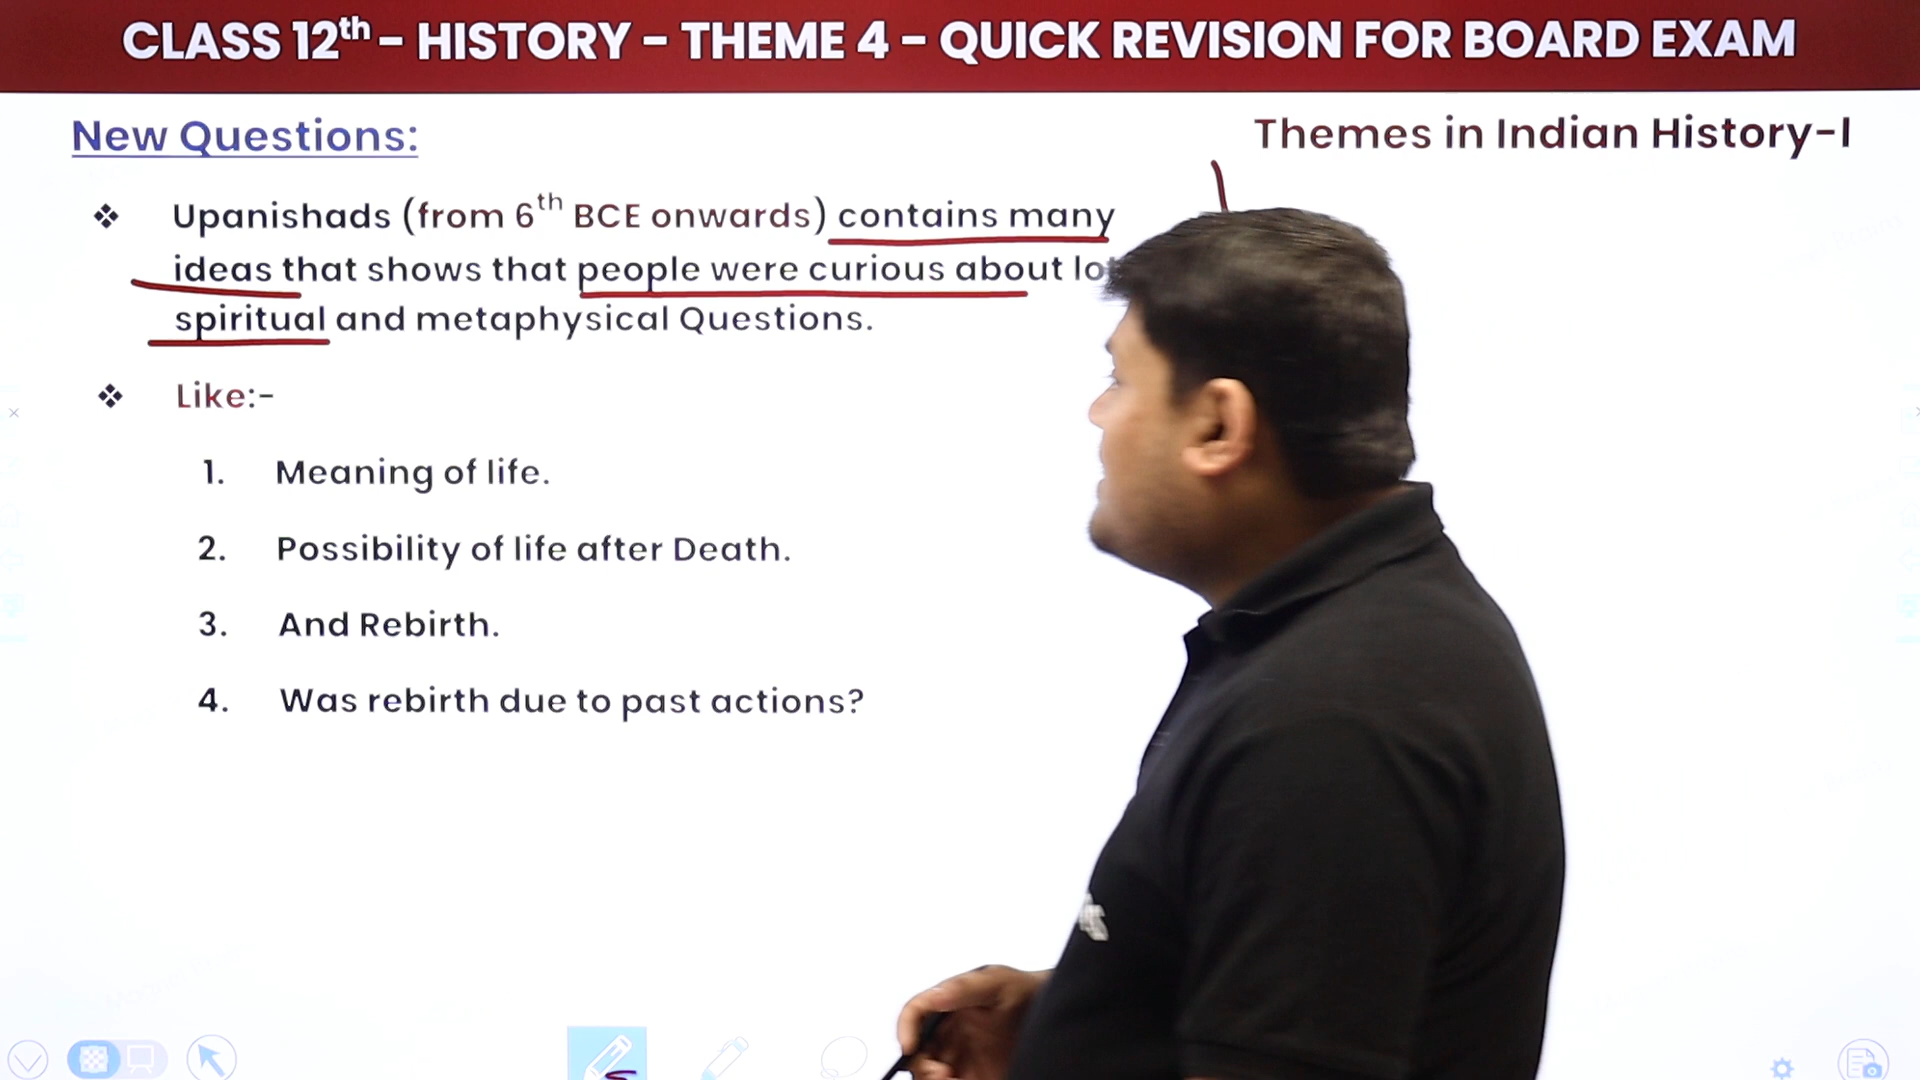 CLASS 12th - HISTORY - THEME 4 - QUICK REVISION FOR BOARD EXAM
New Questions:
Themes in Indian History-I
❖ Upanishads (from 6th BCE onwards) contains many
ideas that shows that people were curious about
spiritual and metaphysical Questions.
❖ Like:-
1. Meaning of life.
2. Possibility of life after Death.
3. And Rebirth.
4. Was rebirth due to past actions?